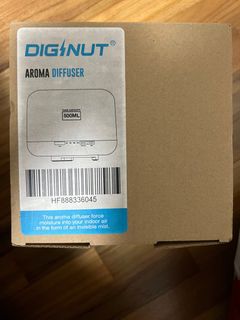 DIGINUT®
AROMA DIFFUSER
500ML
HF888336045
This aroma diffuser force
moisture into your indoor air
in the form of an invisible mist.